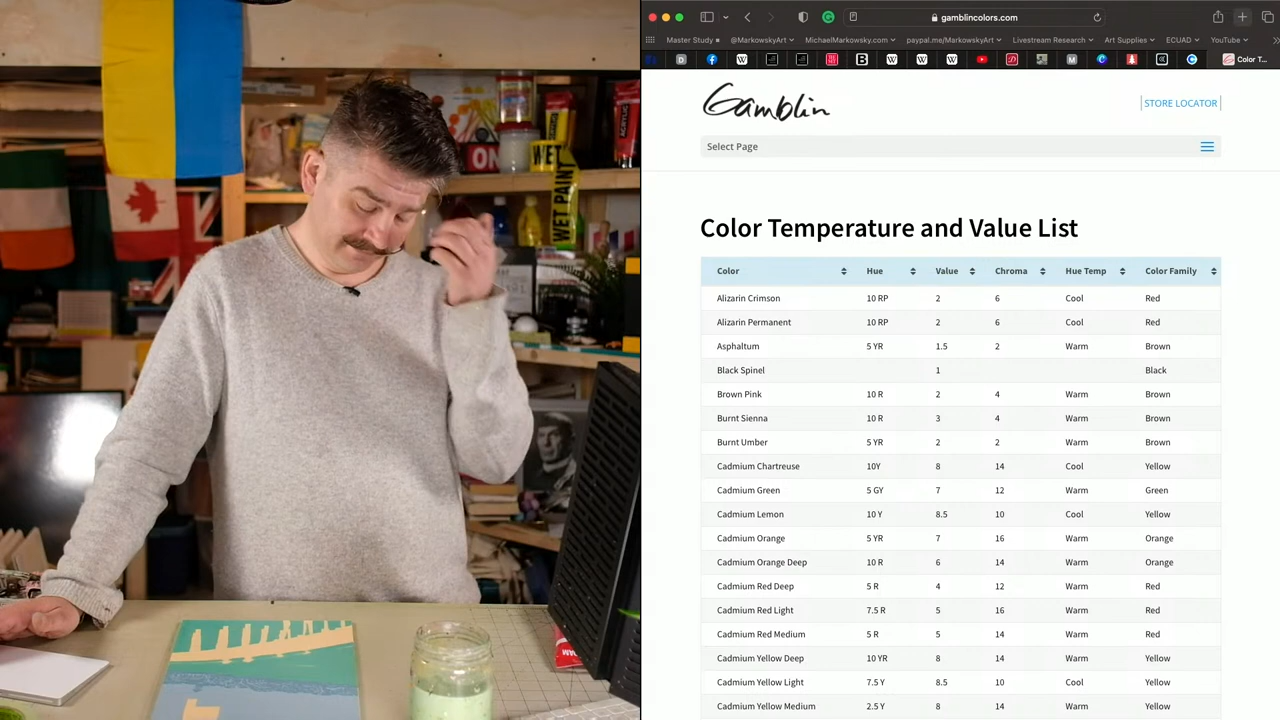 ON
WET
WET PAINT
ACRYLIC
gamblincolors.com
Master Study
@MarkowskyArt
MichaelMarkowsky.com
paypal.me/MarkowskyArt
Livestream Research
Art Supplies
ECUAD
YouTube
Color T...
Gamblin
STORE LOCATOR
Select Page
Color Temperature and Value List
Color Hue Value Chroma Hue Temp Color Family
Alizarin Crimson 10 RP 2 6 Cool Red
Alizarin Permanent 10 RP 2 6 Cool Red
Asphaltum 5 YR 1.5 2 Warm Brown
Black Spinel 1 Black
Brown Pink 10 R 2 4 Warm Brown
Burnt Sienna 10 R 3 4 Warm Brown
Burnt Umber 5 YR 2 2 Warm Brown
Cadmium Chartreuse 10Y 8 14 Cool Yellow
Cadmium Green 5 GY 7 12 Warm Green
Cadmium Lemon 10 Y 8.5 10 Cool Yellow
Cadmium Orange 5 YR 7 16 Warm Orange
Cadmium Orange Deep 10 R 6 14 Warm Orange
Cadmium Red Deep 5 R 4 12 Warm Red
Cadmium Red Light 7.5 R 5 16 Warm Red
Cadmium Red Medium 5 R 5 14 Warm Red
Cadmium Yellow Deep 10 YR 8 14 Warm Yellow
Cadmium Yellow Light 7.5 Y 8.5 10 Cool Yellow
Cadmium Yellow Medium 2.5 Y 8 14 Warm Yellow